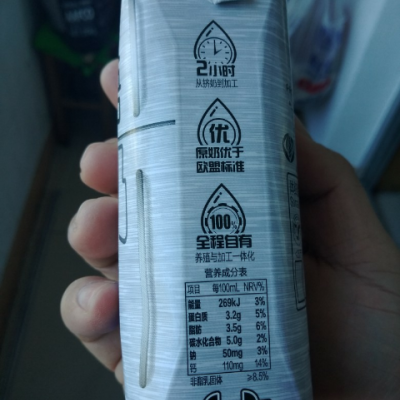 2小时
从挤奶到加工
优
原奶优于
欧盟标准
100%
全程自有
养殖与加工一体化
营养成分表
项目 每100mL NRV%
能量 269kJ 3%
蛋白质 3.2g 5%
脂肪 3.5g 6%
碳水化合物 5.0g 2%
钠 50mg 3%
钙 110mg 14%
非脂乳固体 ≥8.5%